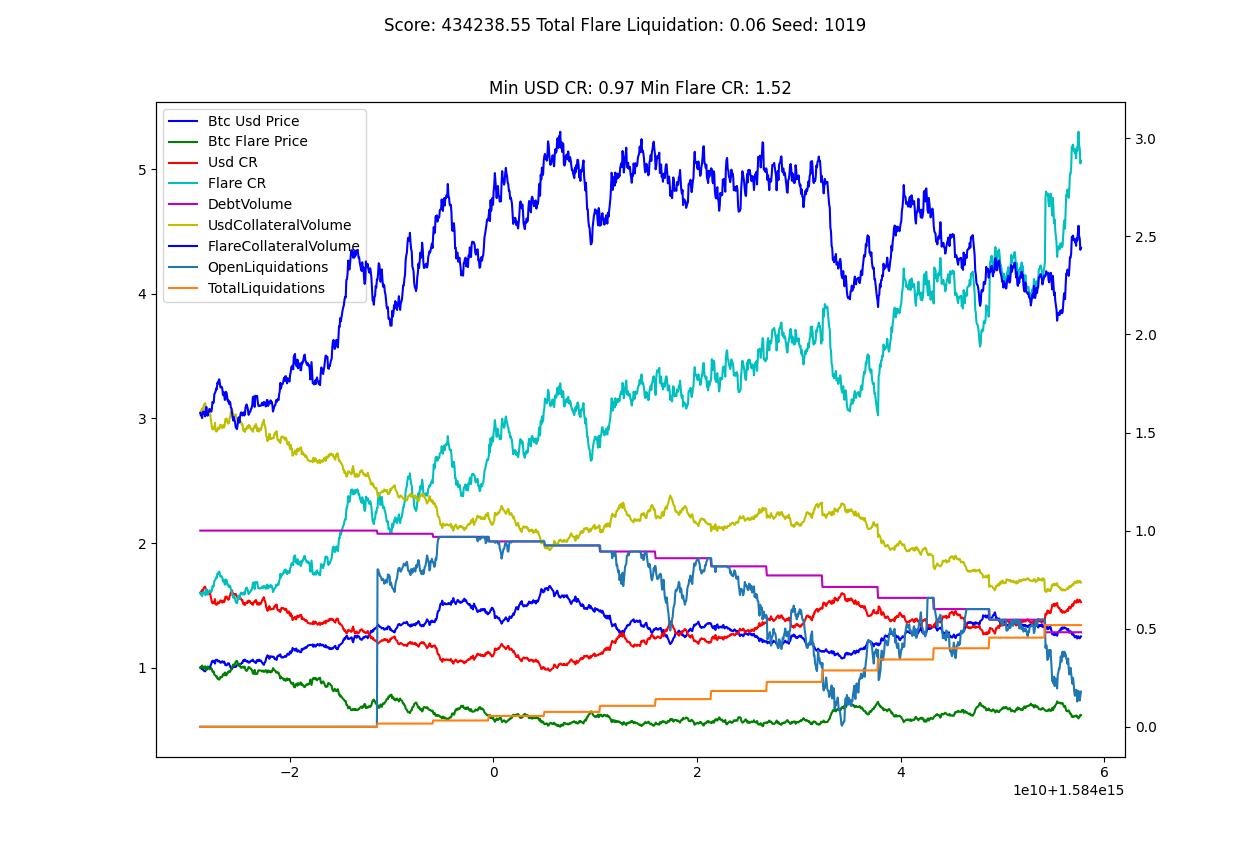 Score: 434238.55 Total Flare Liquidation: 0.06 Seed: 1019
Min USD CR: 0.97 Min Flare CR: 1.52
Btc Usd Price
Btc Flare Price
Usd CR
Flare CR
DebtVolume
UsdCollateralVolume
FlareCollateralVolume
OpenLiquidations
TotalLiquidations
5
4
3
2
1
3.0
2.5
2.0
1.5
1.0
0.5
0.0
−2
0
2
4
6
1e10+1.584e15